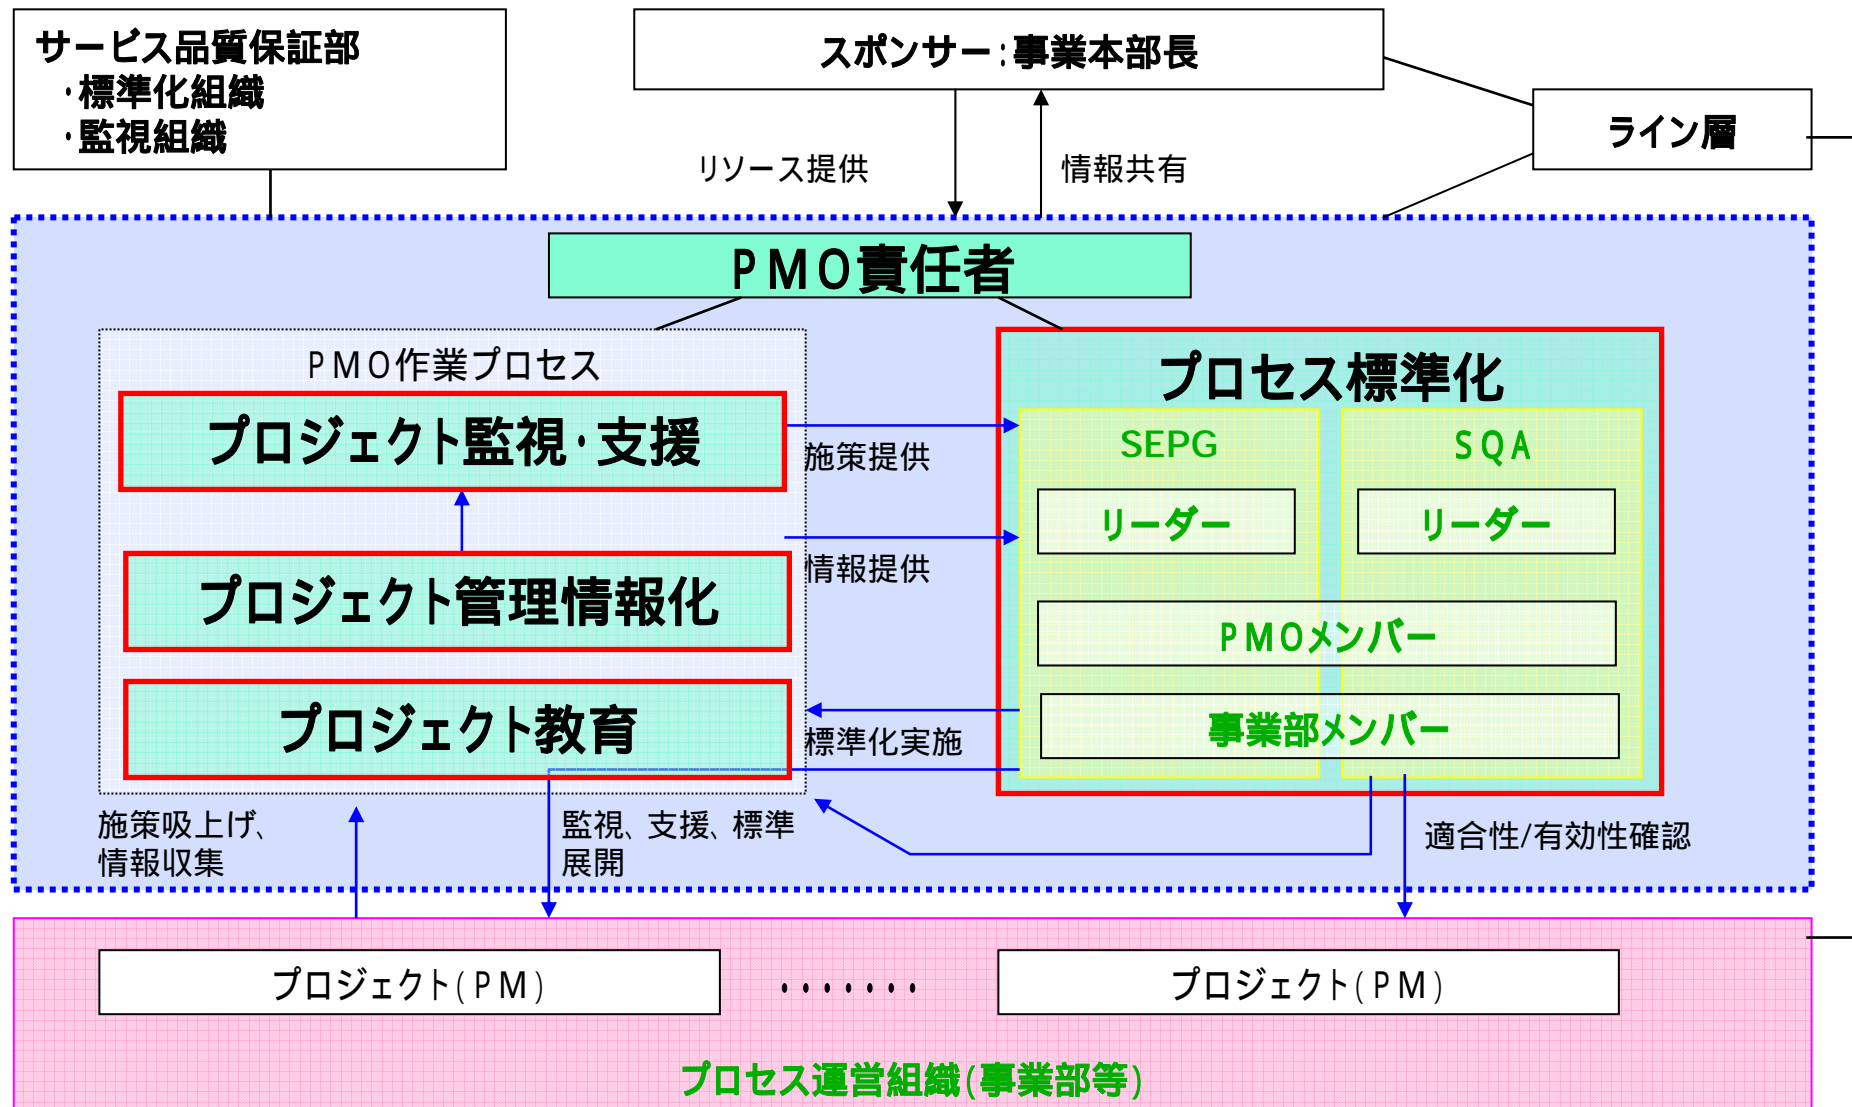 サービス品質保証部
・標準化組織
・監視組織
スポンサー:事業本部長
ライン層
リソース提供
情報共有
PMO責任者
PMO作業プロセス
プロジェクト監視・支援
プロジェクト管理情報化
プロジェクト教育
施策提供
情報提供
標準化実施
プロセス標準化
SEPG
SQA
リーダー
リーダー
PMOメンバー
事業部メンバー
施策吸上げ、
情報収集
監視、支援、標準
展開
適合性/有効性確認
プロジェクト(PM)
・・・・・・・
プロジェクト(PM)
プロセス運営組織(事業部等)